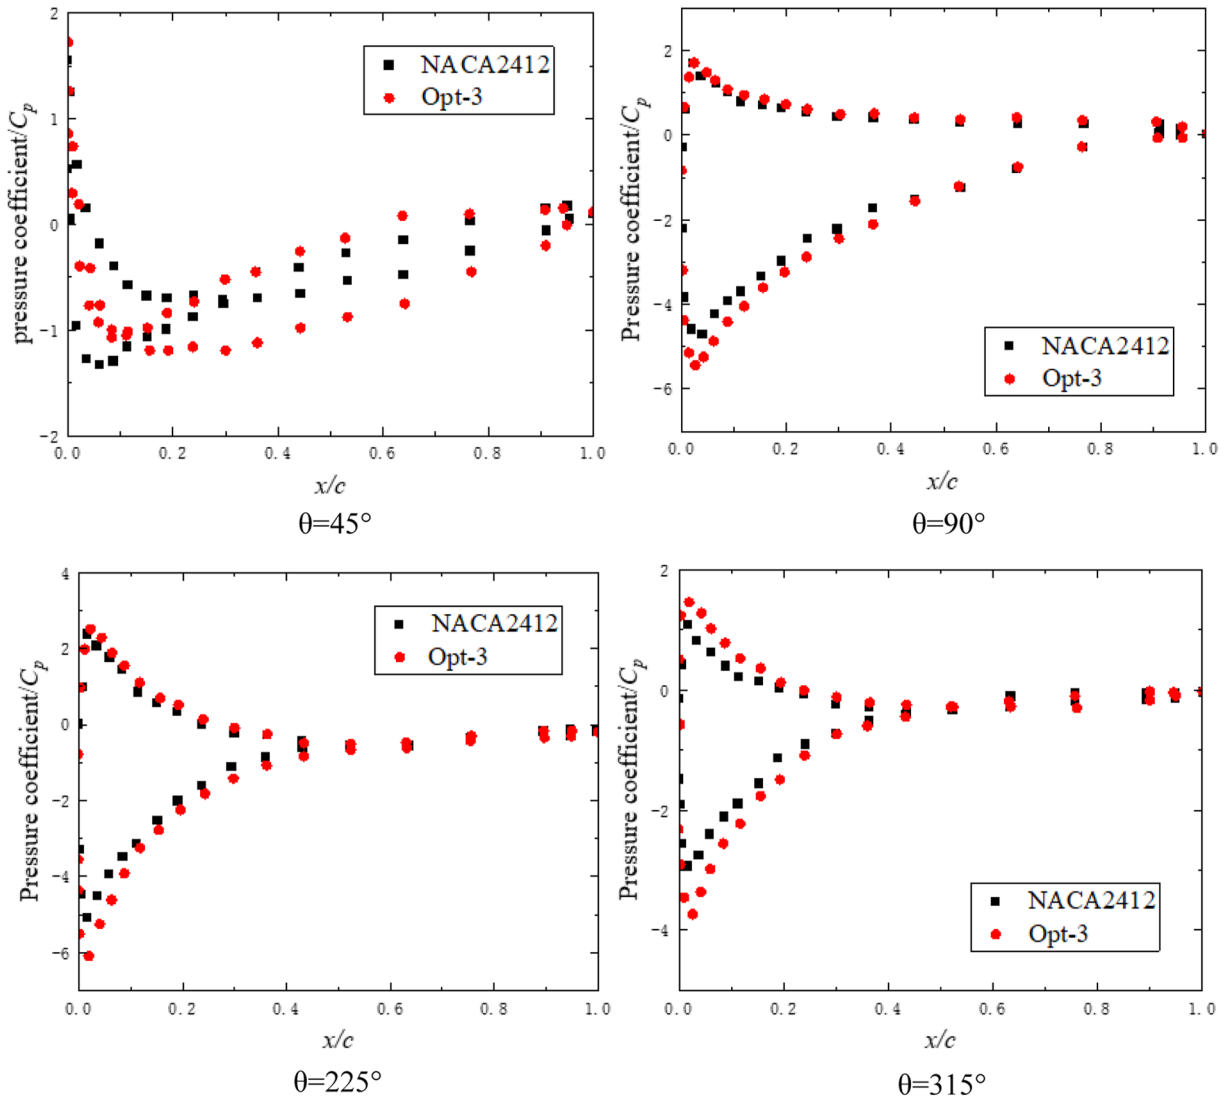 2
1
0
−1
−2
pressure coefficient/Cp
NACA2412
Opt-3
0.0 0.2 0.4 0.6 0.8 1.0
x/c
θ=45°
2
0
−2
−4
−6
Pressure coefficient/Cp
NACA2412
Opt-3
0.0 0.2 0.4 0.6 0.8 1.0
x/c
θ=90°
4
2
0
−2
−4
−6
Pressure coefficient/Cp
NACA2412
Opt-3
0.0 0.2 0.4 0.6 0.8 1.0
x/c
θ=225°
2
0
−2
−4
Pressure coefficient/Cp
NACA2412
Opt-3
0.0 0.2 0.4 0.6 0.8 1.0
x/c
θ=315°